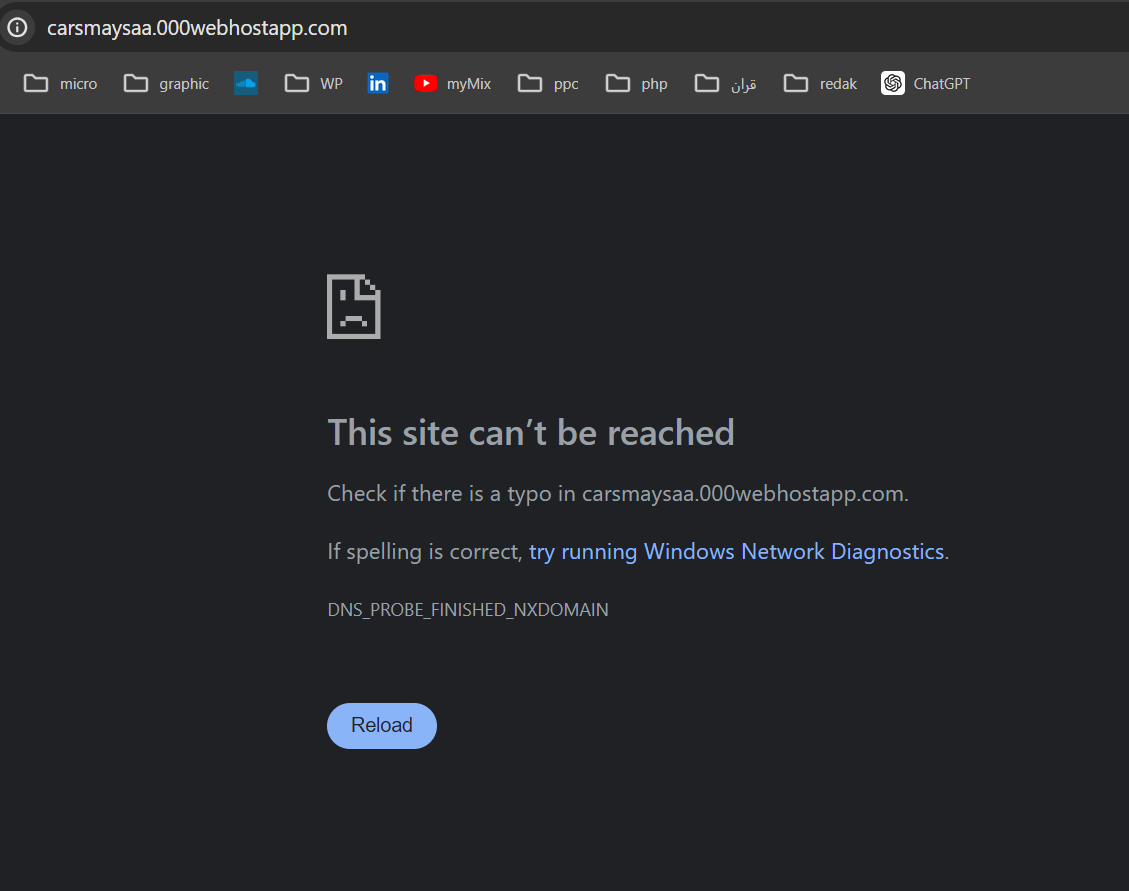 carsmaysaa.000webhostapp.com
micro graphic WP in myMix ppc php قران redak ChatGPT
This site can’t be reached
Check if there is a typo in carsmaysaa.000webhostapp.com.
If spelling is correct, try running Windows Network Diagnostics.
DNS_PROBE_FINISHED_NXDOMAIN
Reload